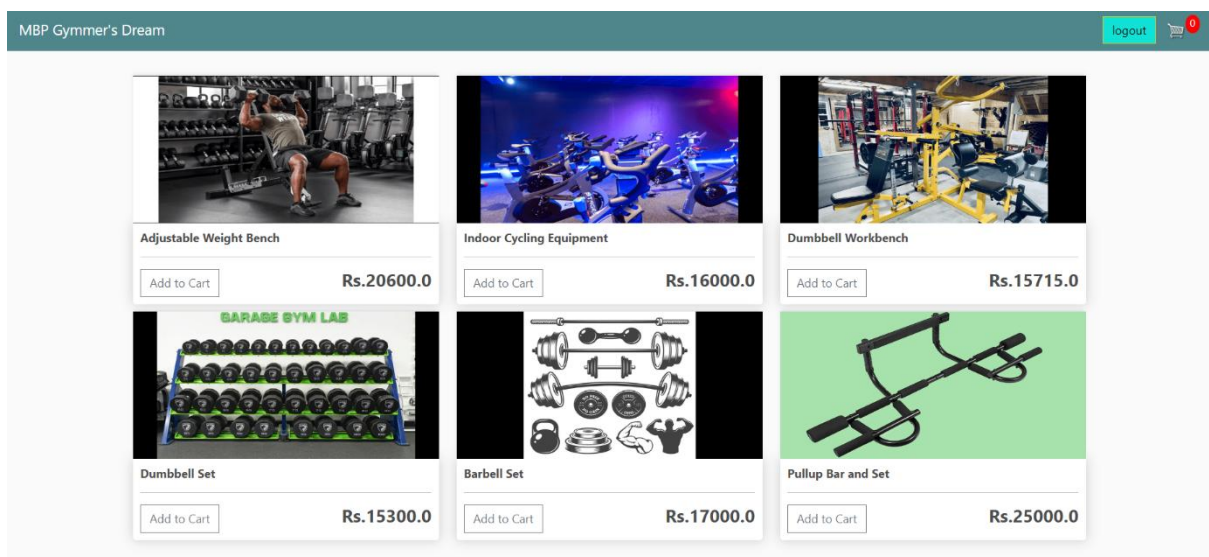 MBP Gymmer's Dream
logout
0
Adjustable Weight Bench
Add to Cart
Rs.20600.0
Indoor Cycling Equipment
Add to Cart
Rs.16000.0
Dumbbell Workbench
Add to Cart
Rs.15715.0
GARAGE GYM LAB
Dumbbell Set
Add to Cart
Rs.15300.0
Barbell Set
Add to Cart
Rs.17000.0
Pullup Bar and Set
Add to Cart
Rs.25000.0